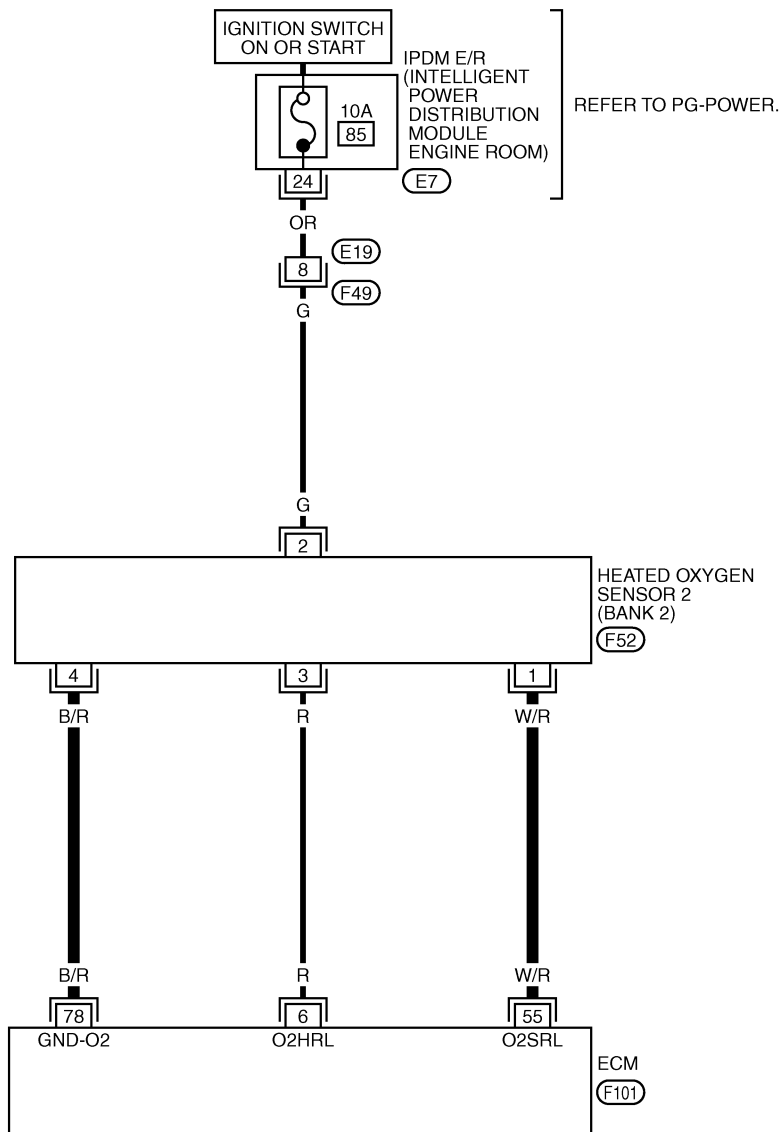 IGNITION SWITCH
ON OR START
IPDM E/R
(INTELLIGENT
POWER
DISTRIBUTION
MODULE
ENGINE ROOM)
REFER TO PG-POWER.
10A
85
24
E7
OR
E19
8
F49
G
G
2
HEATED OXYGEN
SENSOR 2
(BANK 2)
F52
4
3
1
B/R
R
W/R
B/R
R
W/R
78
6
55
GND-O2
O2HRL
O2SRL
ECM
F101